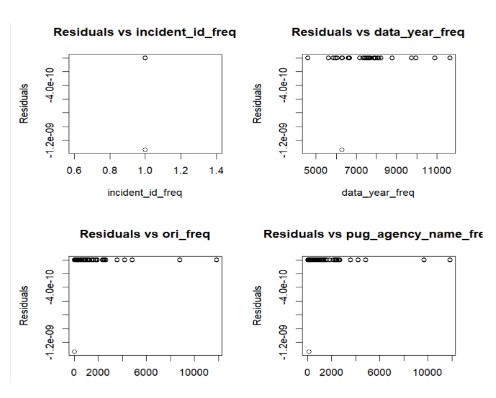 Residuals vs incident_id_freq
Residuals
-4.0e-10
-1.2e-09
0.6 0.8 1.0 1.2 1.4
incident_id_freq
Residuals vs data_year_freq
Residuals
-4.0e-10
-1.2e-09
5000 7000 9000 11000
data_year_freq
Residuals vs ori_freq
Residuals
-4.0e-10
-1.2e-09
0 2000 6000 10000
Residuals vs pug_agency_name_fre
Residuals
-4.0e-10
-1.2e-09
0 2000 6000 10000